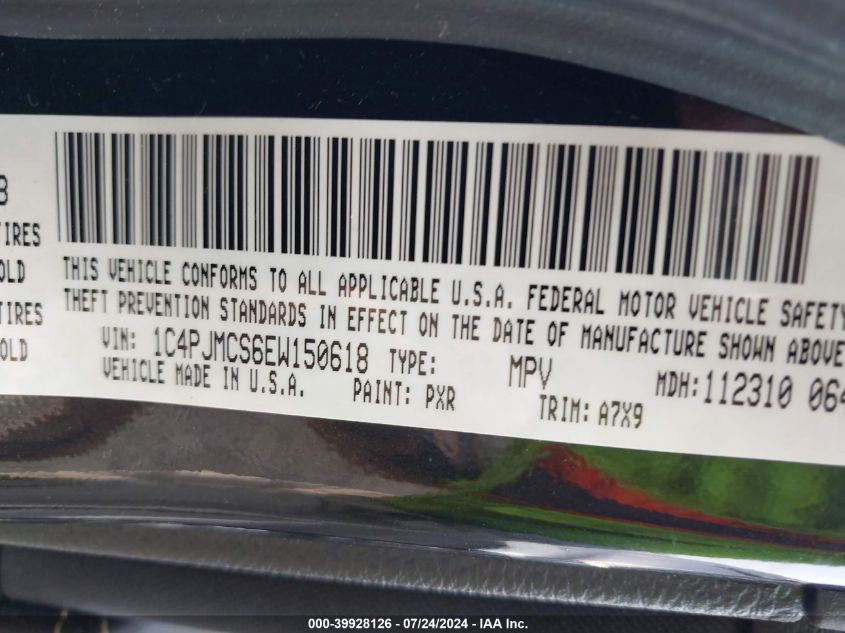 B
TIRES
OLD
TIRES
OLD
THIS VEHICLE CONFORMS TO ALL APPLICABLE U.S.A. FEDERAL MOTOR VEHICLE SAFETY
THEFT PREVENTION STANDARDS IN EFFECT ON THE DATE OF MANUFACTURE SHOWN ABOVE
VIN: 1C4PJMCS6EW150618 TYPE: MPV MDH:112310 064
VEHICLE MADE IN U.S.A. PAINT: PXR TRIM: A7X9
000-39928126 - 07/24/2024 - IAA Inc.